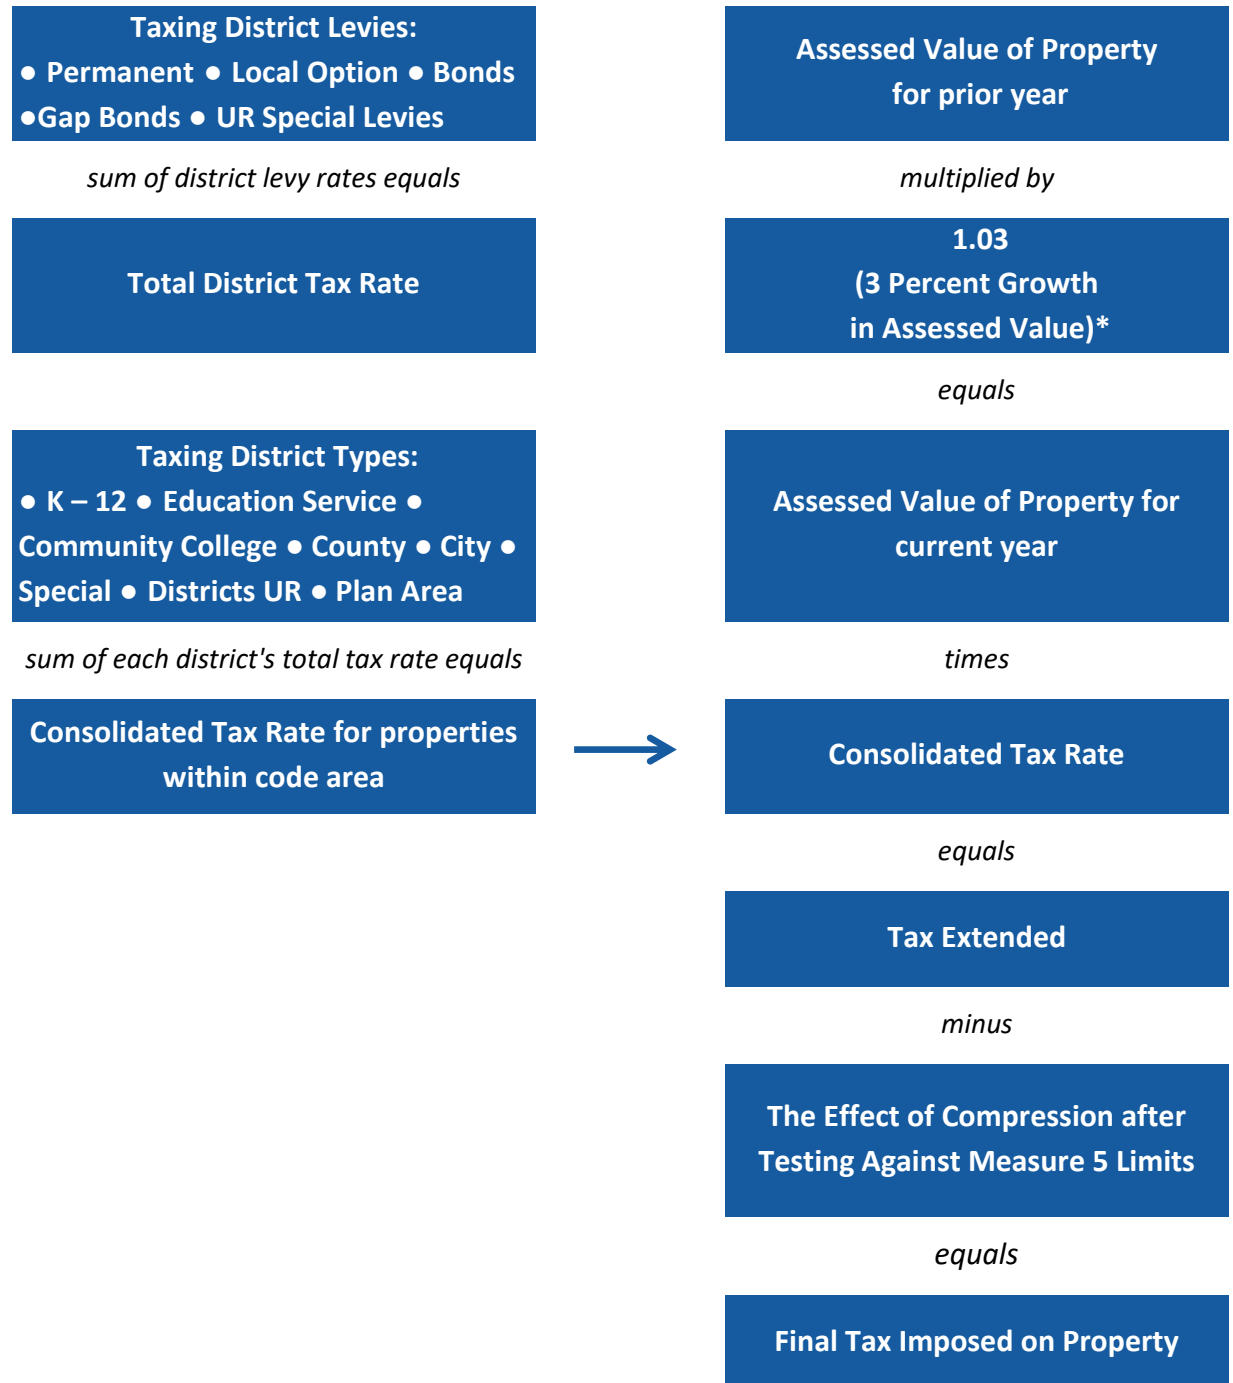 Taxing District Levies:
● Permanent ● Local Option ● Bonds
●Gap Bonds ● UR Special Levies
sum of district levy rates equals
Total District Tax Rate
Taxing District Types:
● K – 12 ● Education Service ●
Community College ● County ● City ●
Special ● Districts UR ● Plan Area
sum of each district's total tax rate equals
Consolidated Tax Rate for properties
within code area
Assessed Value of Property
for prior year
multiplied by
1.03
(3 Percent Growth
in Assessed Value)*
equals
Assessed Value of Property for
current year
times
Consolidated Tax Rate
equals
Tax Extended
minus
The Effect of Compression after
Testing Against Measure 5 Limits
equals
Final Tax Imposed on Property